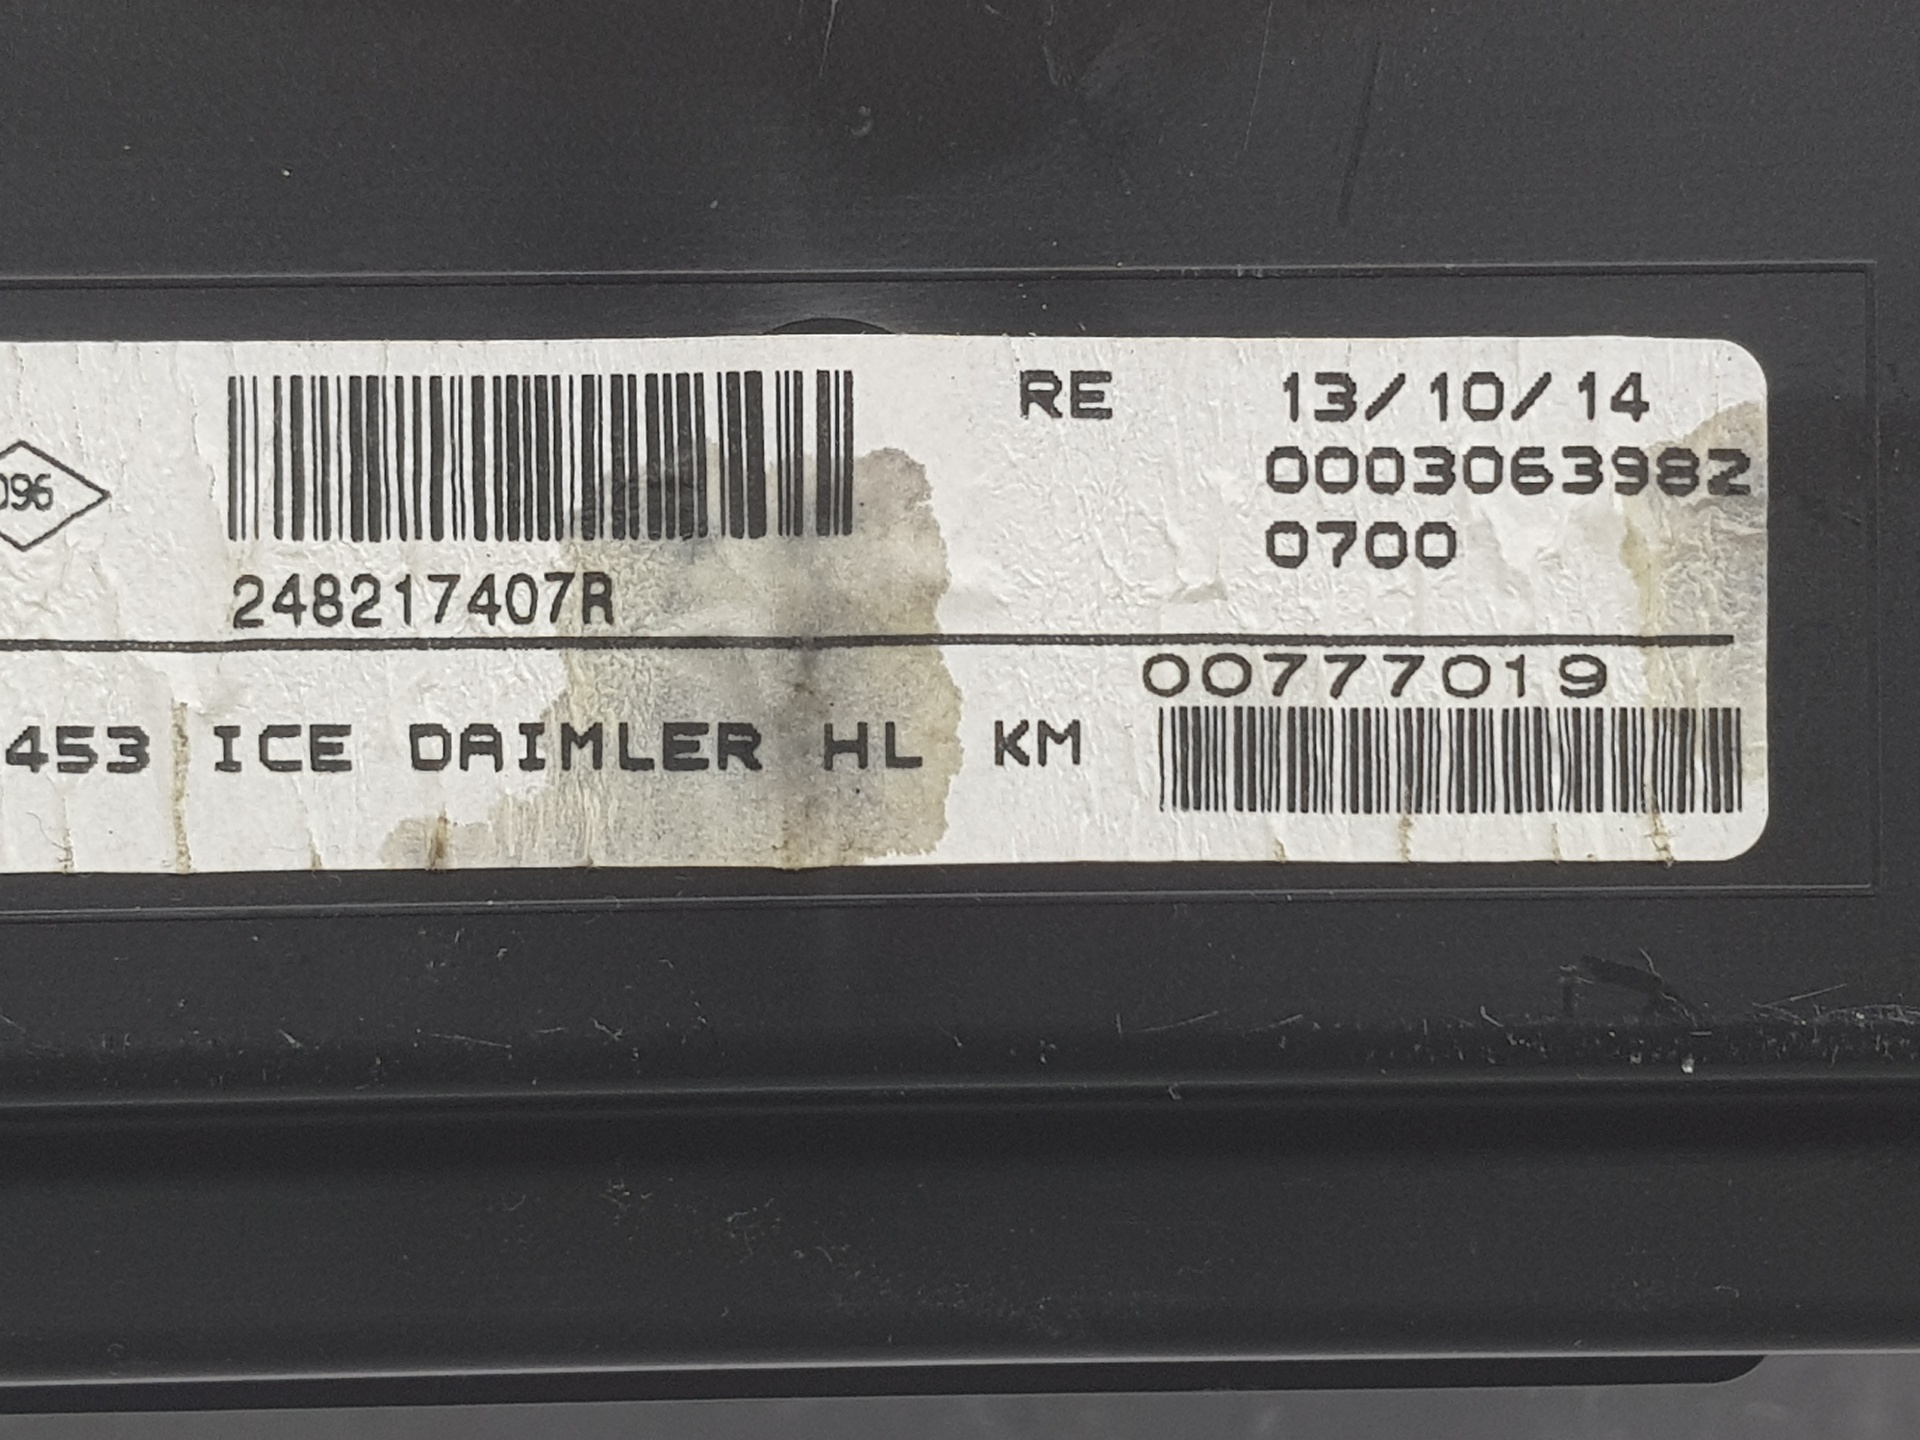 RE 13/10/14
0003063982
096
0700
248217407R
00777019
453 ICE DAIMLER HL KM